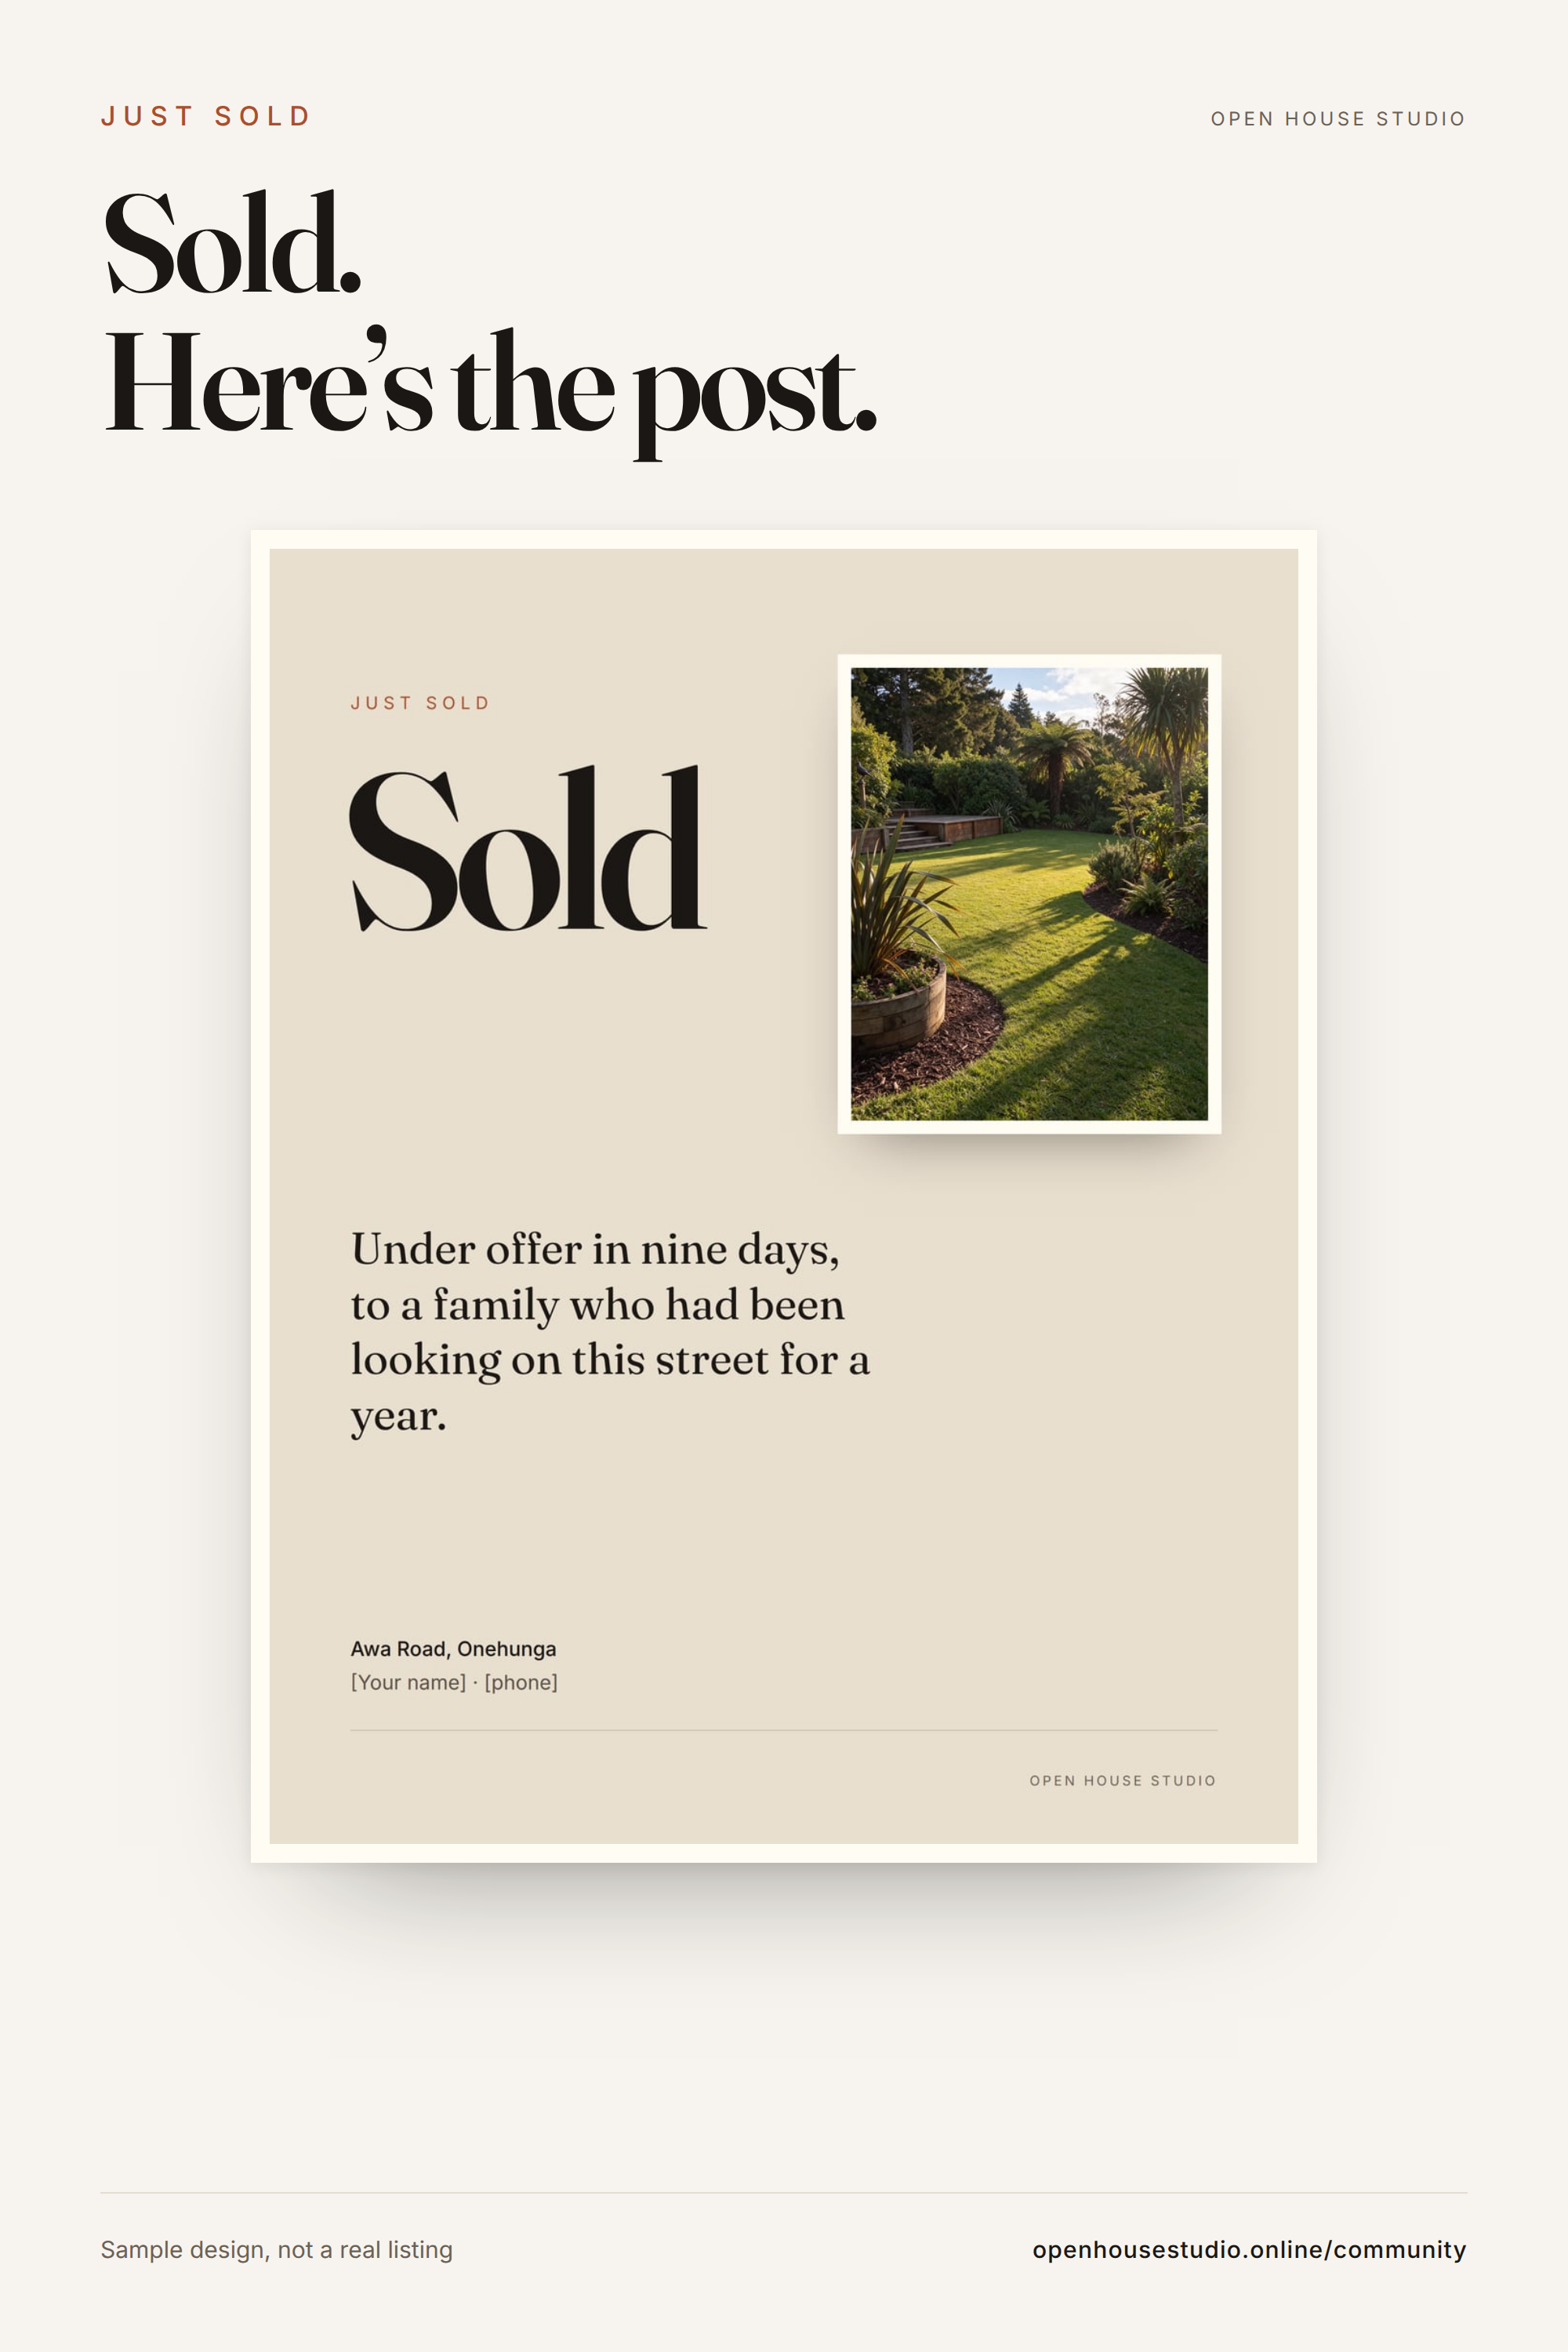 JUST SOLD
OPEN HOUSE STUDIO
Sold.
Here’s the post.
JUST SOLD
Sold
Under offer in nine days,
to a family who had been
looking on this street for a
year.
Awa Road, Onehunga
[Your name] · [phone]
OPEN HOUSE STUDIO
Sample design, not a real listing
openhousestudio.online/community